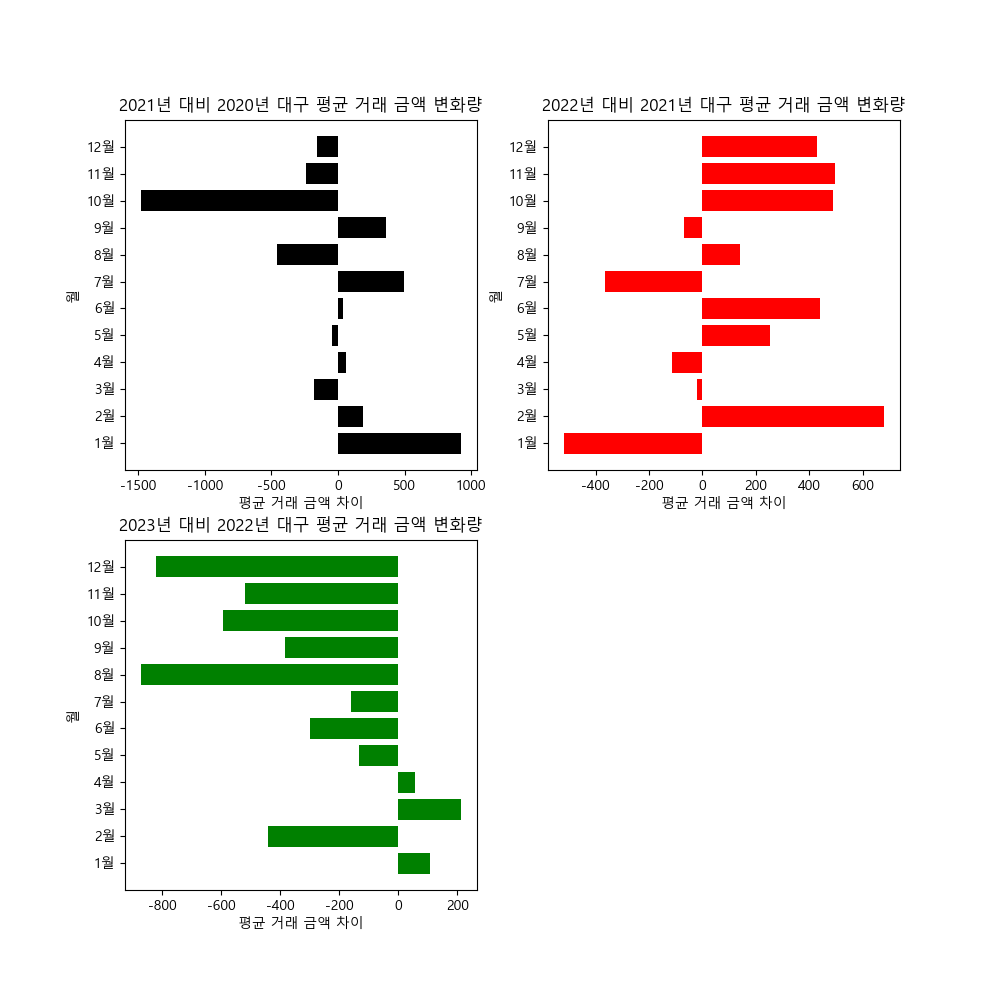 2021년 대비 2020년 대구 평균 거래 금액 변화량
12월
11월
10월
9월
8월
7월
6월
5월
4월
3월
2월
1월
월
-1500 -1000 -500 0 500 1000
평균 거래 금액 차이
2022년 대비 2021년 대구 평균 거래 금액 변화량
12월
11월
10월
9월
8월
7월
6월
5월
4월
3월
2월
1월
월
-400 -200 0 200 400 600
평균 거래 금액 차이
2023년 대비 2022년 대구 평균 거래 금액 변화량
12월
11월
10월
9월
8월
7월
6월
5월
4월
3월
2월
1월
월
-800 -600 -400 -200 0 200
평균 거래 금액 차이